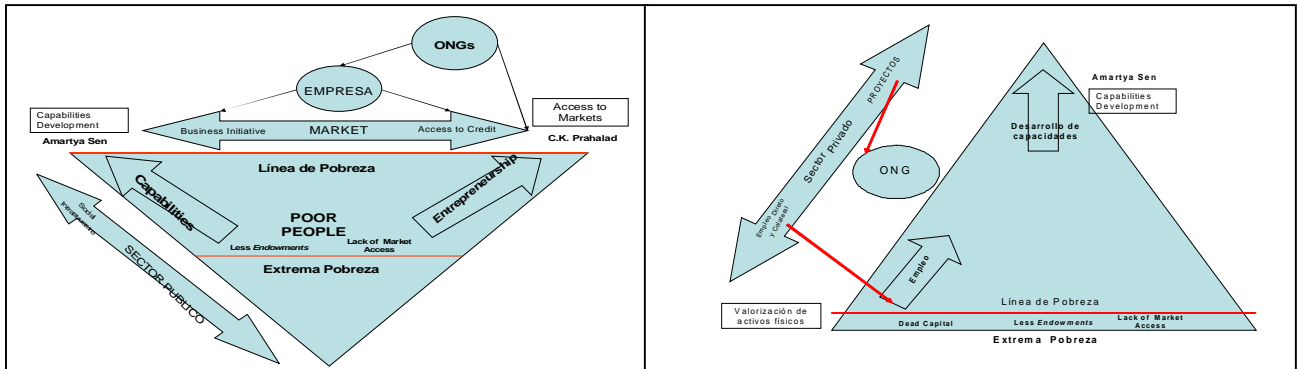 ONGs
EMPRESA
Capabilities
Development
Amartya Sen
Access to
Markets
C.K. Prahalad
Business Initiative
MARKET
Access to Credit
Línea de Pobreza
Capabilities
Entrepreneurship
POOR
PEOPLE
Less Endowments
Lack of Market
Access
Extrema Pobreza
Social
SECTOR PUBLICO
PROYECTOS
Sector Privado
Empleo Direto
y Colateral
ONG
Amartya Sen
Capabilities
Development
Desarrollo de
capacidades
Empleo
Valorización de
activos físicos
Línea de Pobreza
Dead Capital
Less Endowments
Lack of Market
Access
Extrema Pobreza